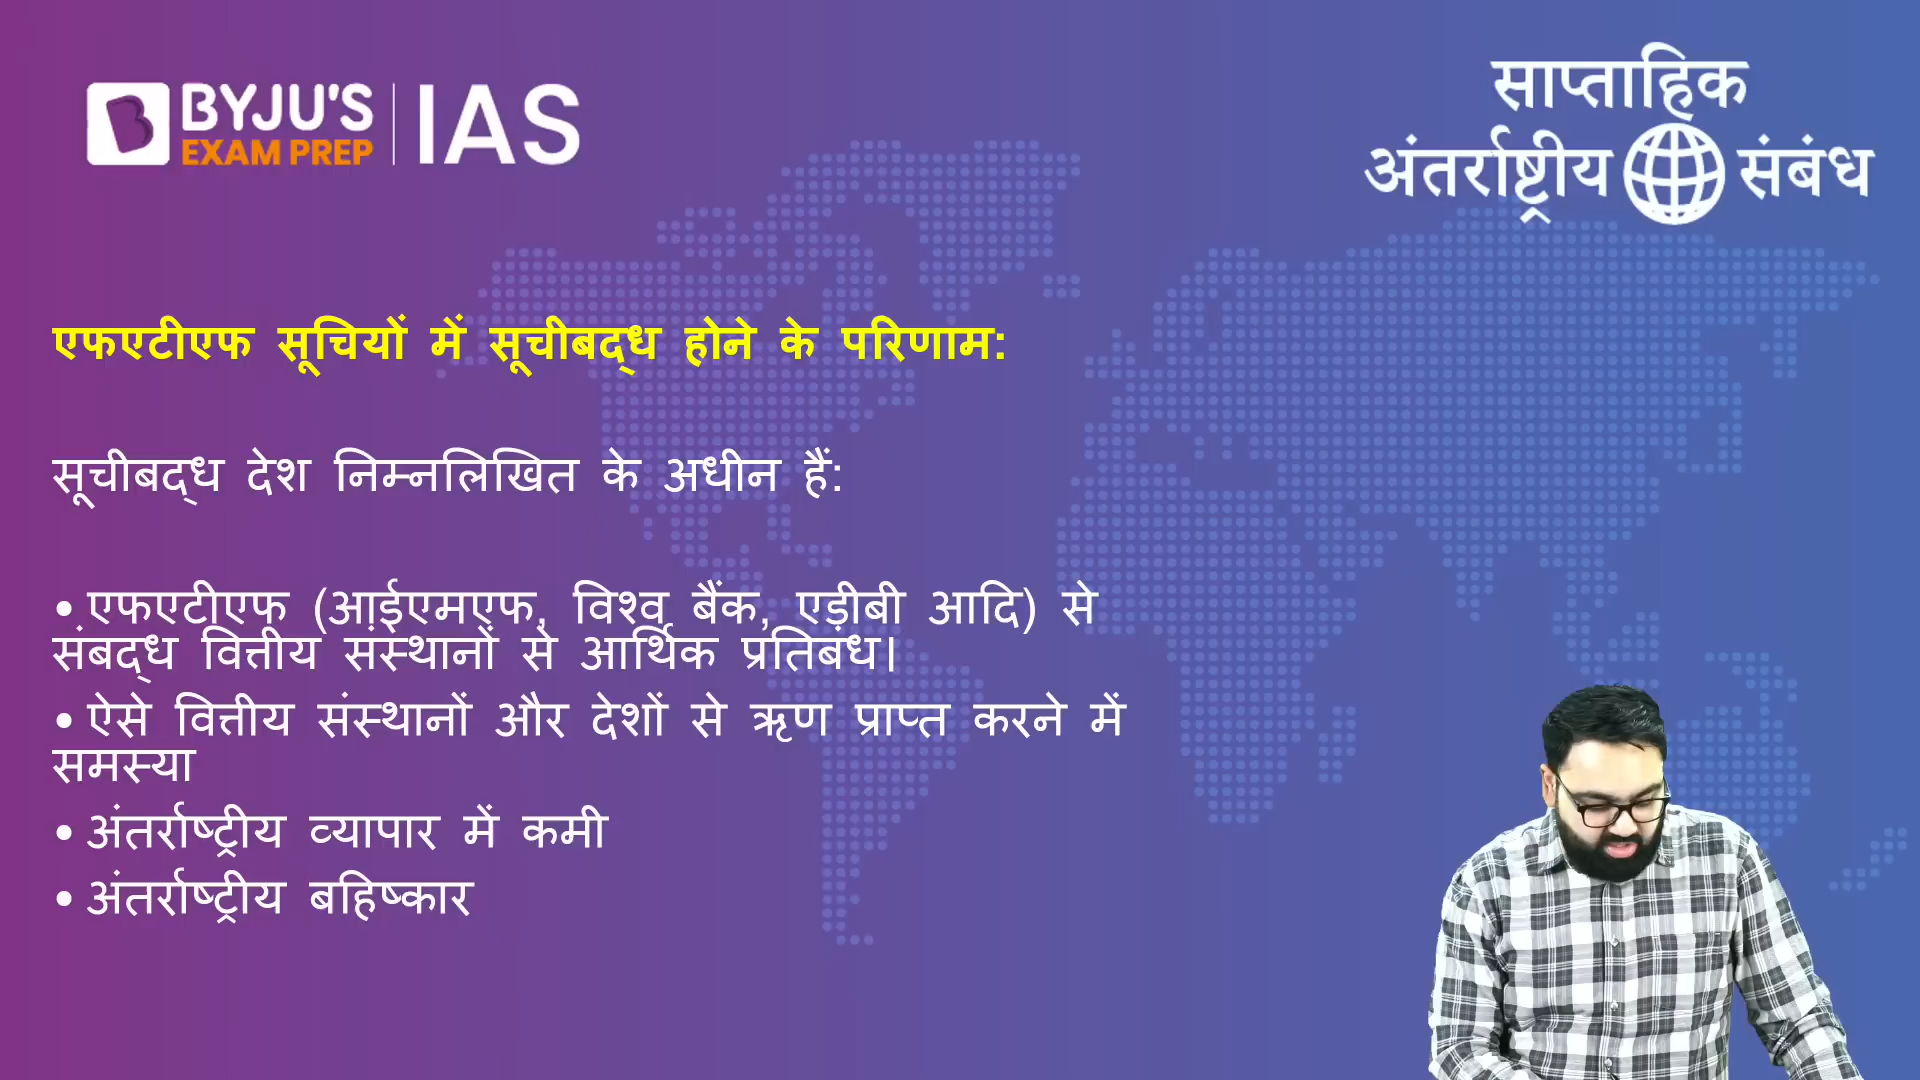 BYJU'S
EXAM PREP
IAS
साप्ताहिक
अंतर्राष्ट्रीय संबंध
एफएटीएफ सूचियों में सूचीबद्ध होने के परिणाम:
सूचीबद्ध देश निम्नलिखित के अधीन हैं:
• एफएटीएफ (आईएमएफ, विश्व बैंक, एड़ीबी आदि) से
संबद्ध वित्तीय संस्थानों से आर्थिक प्रतिबंध।
• ऐसे वित्तीय संस्थानों और देशों से ऋण प्राप्त करने में
समस्या
• अंतर्राष्ट्रीय व्यापार में कमी
• अंतर्राष्ट्रीय बहिष्कार